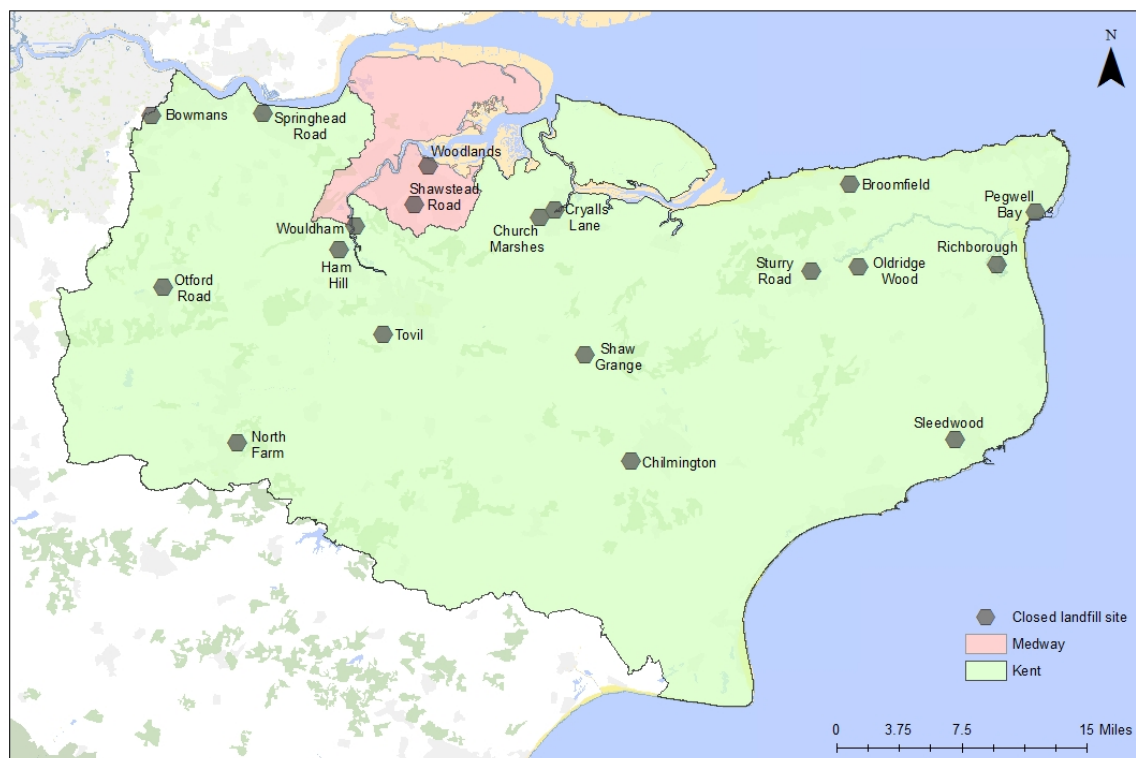 N
Bowmans
Springhead
Road
Woodlands
Shawstead
Road
Broomfield
Pegwell
Bay
Cryalls
Lane
Church
Marshes
Wouldham
Ham
Hill
Richborough
Sturry
Road
Oldridge
Wood
Otford
Road
Tovil
Shaw
Grange
Sleedwood
North
Farm
Chilmington
Closed landfill site
Medway
Kent
0 3.75 7.5 15 Miles